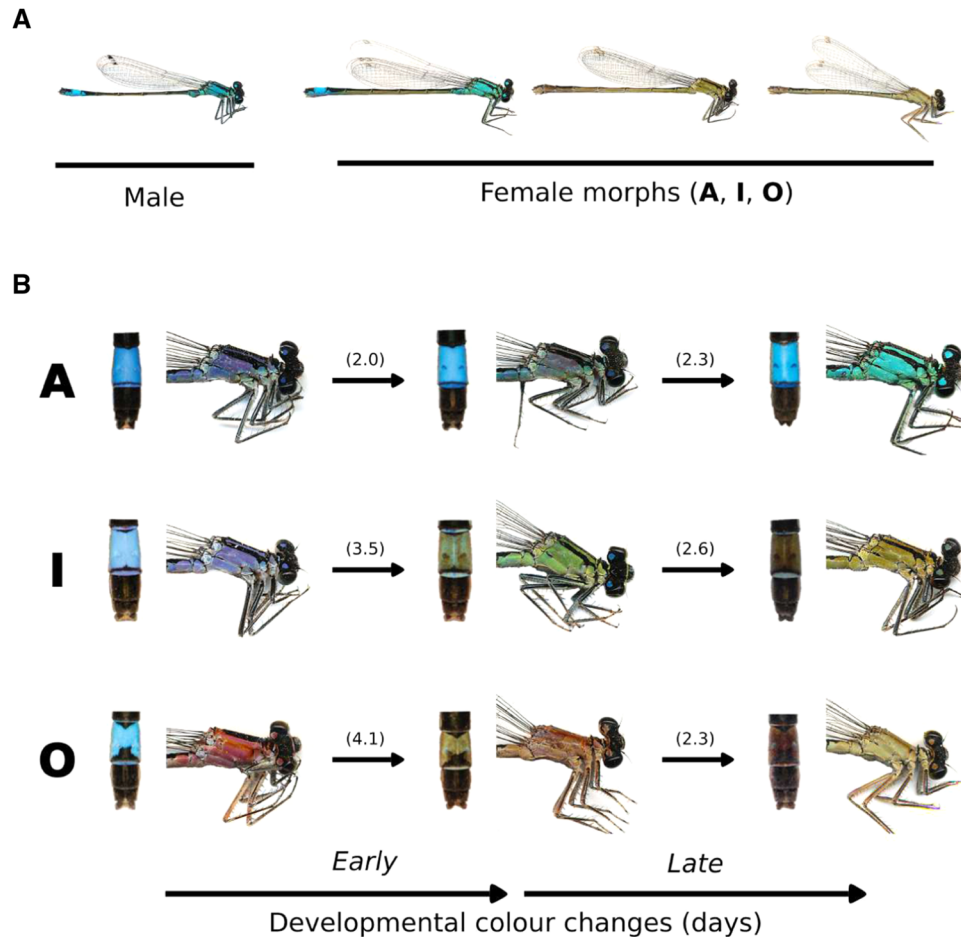 A
Male
Female morphs (A, I, O)
B
A
(2.0)
(2.3)
I
(3.5)
(2.6)
O
(4.1)
(2.3)
Early
Late
Developmental colour changes (days)